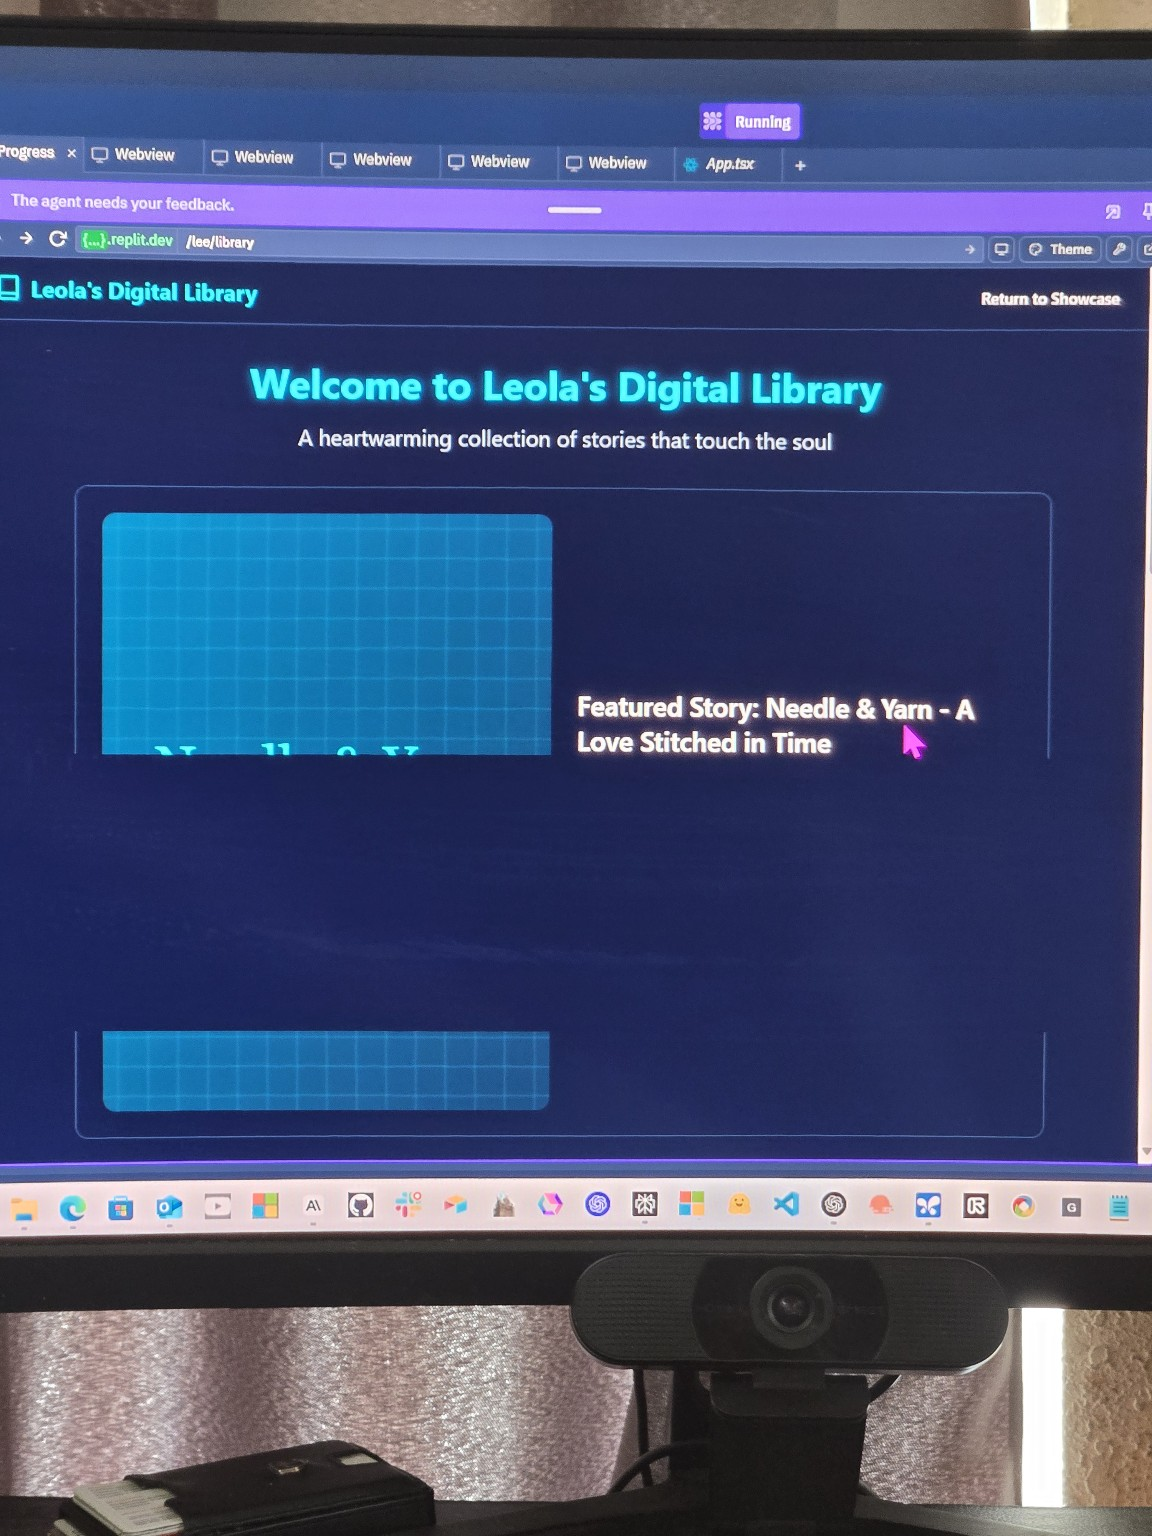 Running
Progress × Webview Webview Webview Webview Webview App.tsx +
The agent needs your feedback.
{...}.replit.dev /lee/library Theme
Leola's Digital Library
Return to Showcase
Welcome to Leola's Digital Library
A heartwarming collection of stories that touch the soul
Featured Story: Needle & Yarn - A
Love Stitched in Time